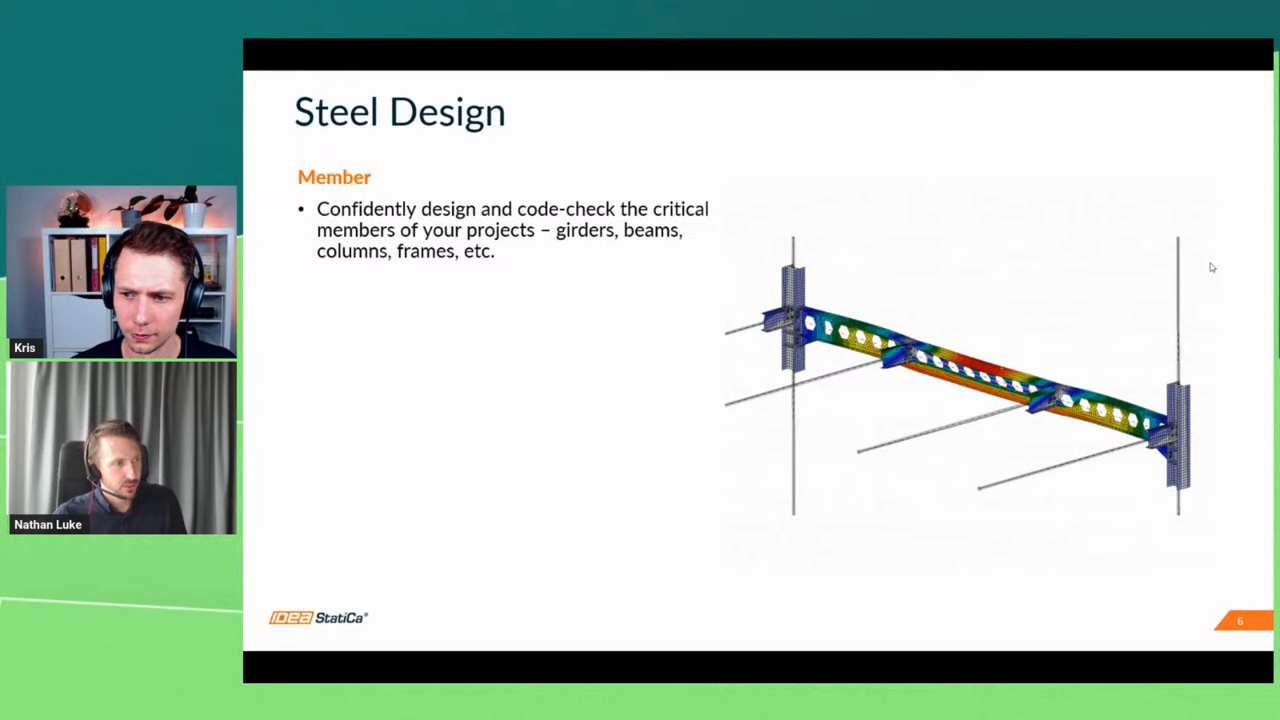 Steel Design
Member
• Confidently design and code-check the critical
members of your projects – girders, beams,
columns, frames, etc.
Kris
Nathan Luke
IDEA StatiCa®
6